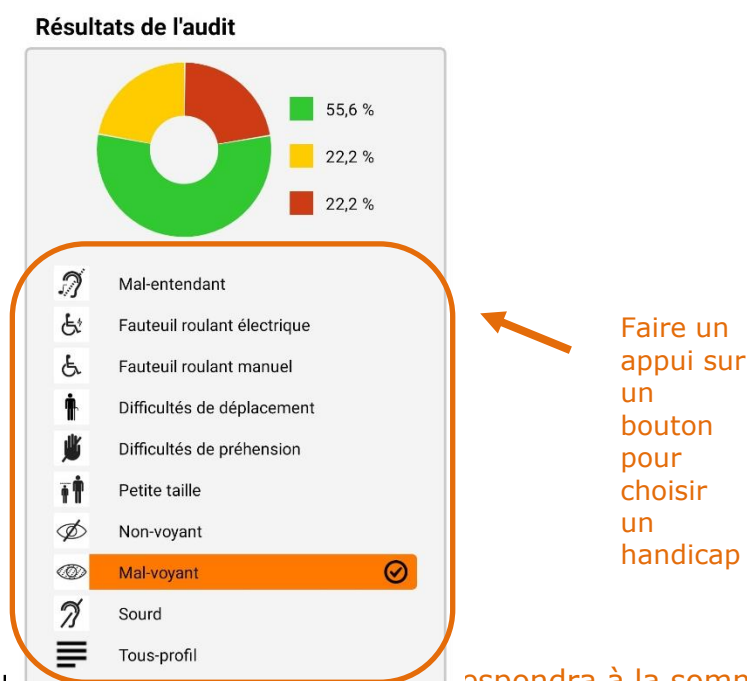 Résultats de l'audit
55,6 %
22,2 %
22,2 %
Mal-entendant
Fauteuil roulant électrique
Fauteuil roulant manuel
Difficultés de déplacement
Difficultés de préhension
Petite taille
Non-voyant
Mal-voyant
Sourd
Tous-profil
Faire un
appui sur
un
bouton
pour
choisir
un
handicap
à la